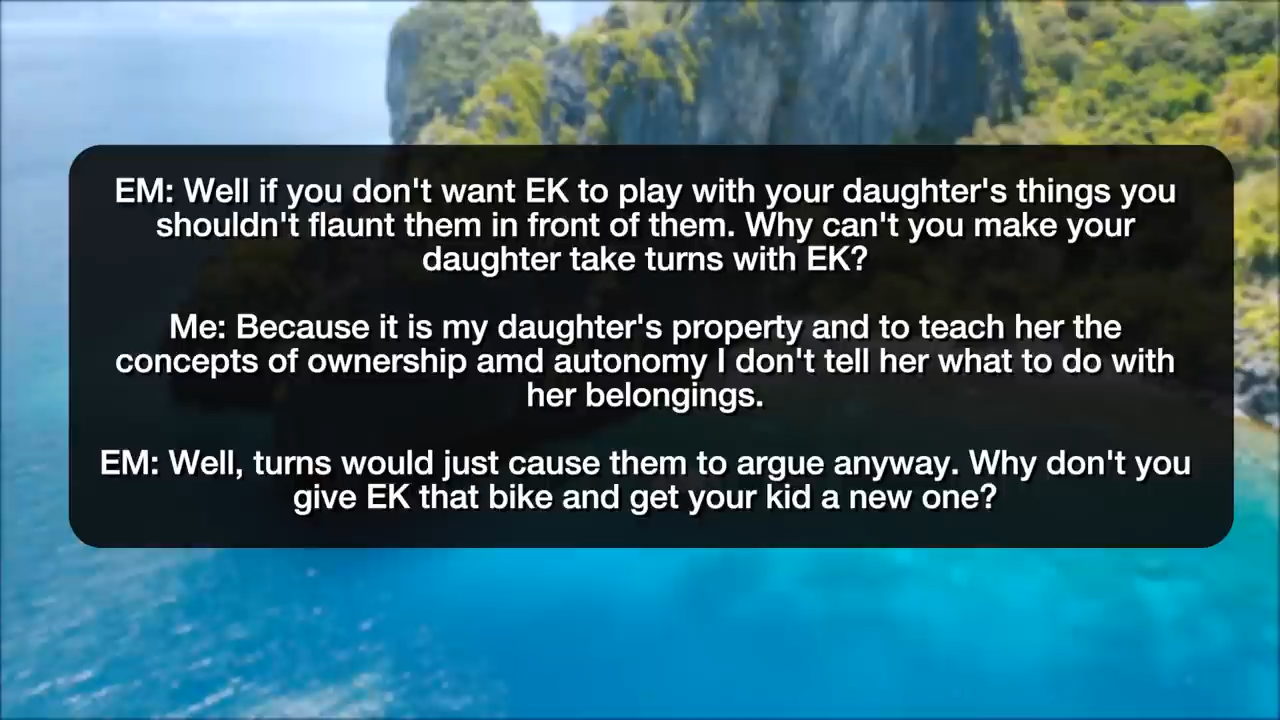 EM: Well if you don't want EK to play with your daughter's things you
shouldn't flaunt them in front of them. Why can't you make your
daughter take turns with EK?
Me: Because it is my daughter's property and to teach her the
concepts of ownership amd autonomy I don't tell her what to do with
her belongings.
EM: Well, turns would just cause them to argue anyway. Why don't you
give EK that bike and get your kid a new one?